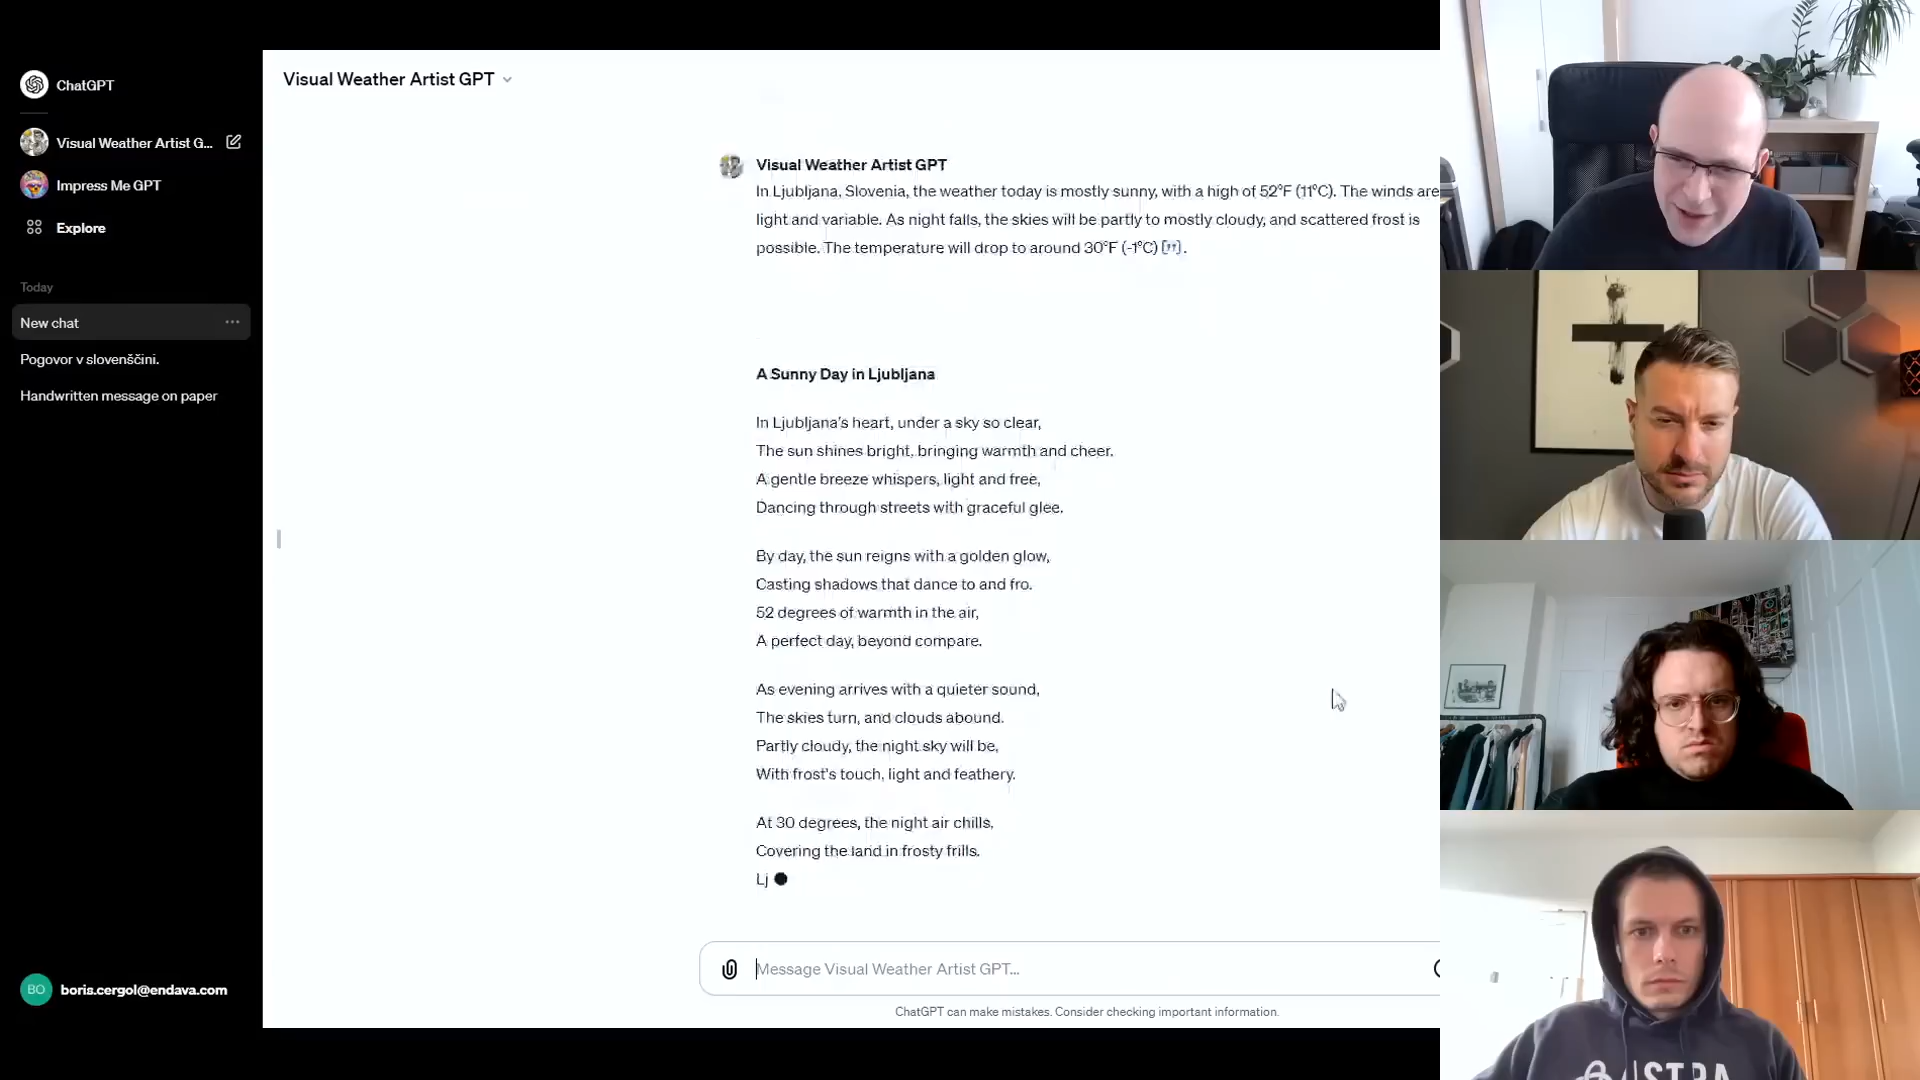 ChatGPT
Visual Weather Artist G...
Impress Me GPT
Explore
Today
New chat
Pogovor v slovenščini.
Handwritten message on paper
BO
boris.cergol@endava.com
Visual Weather Artist GPT
Visual Weather Artist GPT
In Ljubljana, Slovenia, the weather today is mostly sunny, with a high of 52°F (11°C). The winds are
light and variable. As night falls, the skies will be partly to mostly cloudy, and scattered frost is
possible. The temperature will drop to around 30°F (-1°C) ["].
A Sunny Day in Ljubljana
In Ljubljana's heart, under a sky so clear,
The sun shines bright, bringing warmth and cheer.
A gentle breeze whispers, light and free,
Dancing through streets with graceful glee.
By day, the sun reigns with a golden glow,
Casting shadows that dance to and fro.
52 degrees of warmth in the air,
A perfect day, beyond compare.
As evening arrives with a quieter sound,
The skies turn, and clouds abound.
Partly cloudy, the night sky will be,
With frost's touch, light and feathery.
At 30 degrees, the night air chills,
Covering the land in frosty frills.
Lj
Message Visual Weather Artist GPT...
ChatGPT can make mistakes. Consider checking important information.